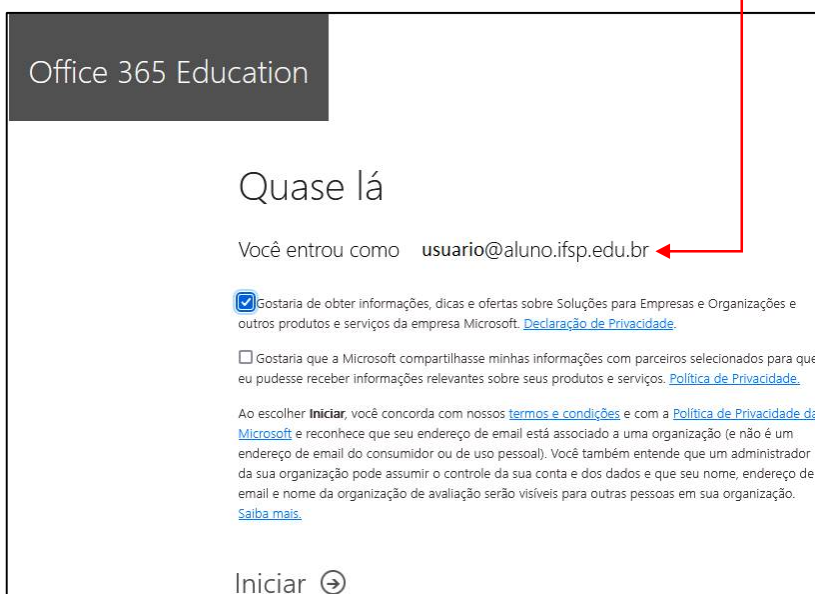 Office 365 Education
Quase lá
Você entrou como usuario@aluno.ifsp.edu.br
Gostaria de obter informações, dicas e ofertas sobre Soluções para Empresas e Organizações e
outros produtos e serviços da empresa Microsoft. Declaração de Privacidade.
Gostaria que a Microsoft compartilhasse minhas informações com parceiros selecionados para que
eu pudesse receber informações relevantes sobre seus produtos e serviços. Política de Privacidade.
Ao escolher Iniciar, você concorda com nossos termos e condições e com a Política de Privacidade da
Microsoft e reconhece que seu endereço de email está associado a uma organização (e não é um
endereço de email do consumidor ou de uso pessoal). Você também entende que um administrador
da sua organização pode assumir o controle da sua conta e dos dados e que seu nome, endereço de
email e nome da organização de avaliação serão visíveis para outras pessoas em sua organização.
Saiba mais.
Iniciar